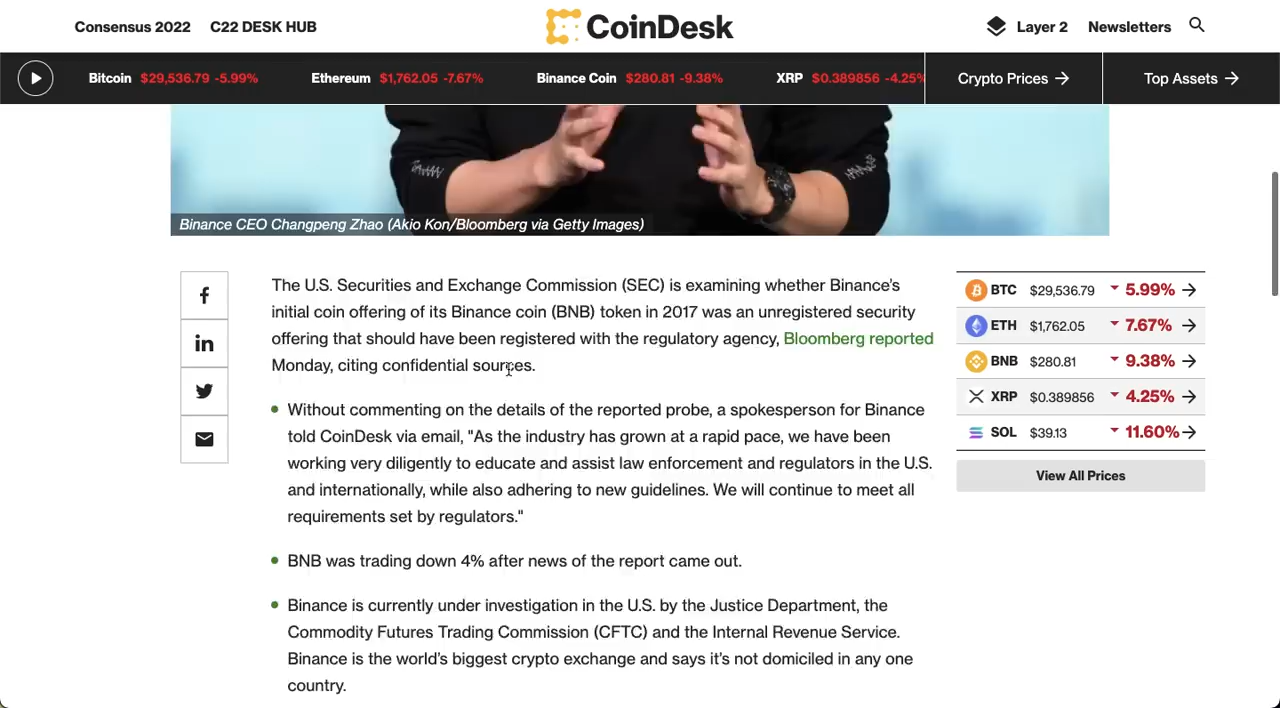 Consensus 2022 C22 DESK HUB
CoinDesk
Layer 2 Newsletters
Bitcoin $29,536.79 -5.99% Ethereum $1,762.05 -7.67% Binance Coin $280.81 -9.38% XRP $0.389856 -4.25%
Crypto Prices → Top Assets →
Binance CEO Changpeng Zhao (Akio Kon/Bloomberg via Getty Images)
The U.S. Securities and Exchange Commission (SEC) is examining whether Binance's
initial coin offering of its Binance coin (BNB) token in 2017 was an unregistered security
offering that should have been registered with the regulatory agency, Bloomberg reported
Monday, citing confidential sources.
• Without commenting on the details of the reported probe, a spokesperson for Binance
told CoinDesk via email, "As the industry has grown at a rapid pace, we have been
working very diligently to educate and assist law enforcement and regulators in the U.S.
and internationally, while also adhering to new guidelines. We will continue to meet all
requirements set by regulators."
• BNB was trading down 4% after news of the report came out.
• Binance is currently under investigation in the U.S. by the Justice Department, the
Commodity Futures Trading Commission (CFTC) and the Internal Revenue Service.
Binance is the world's biggest crypto exchange and says it's not domiciled in any one
country.
BTC $29,536.79 5.99% →
ETH $1,762.05 7.67% →
BNB $280.81 9.38% →
XRP $0.389856 4.25% →
SOL $39.13 11.60% →
View All Prices